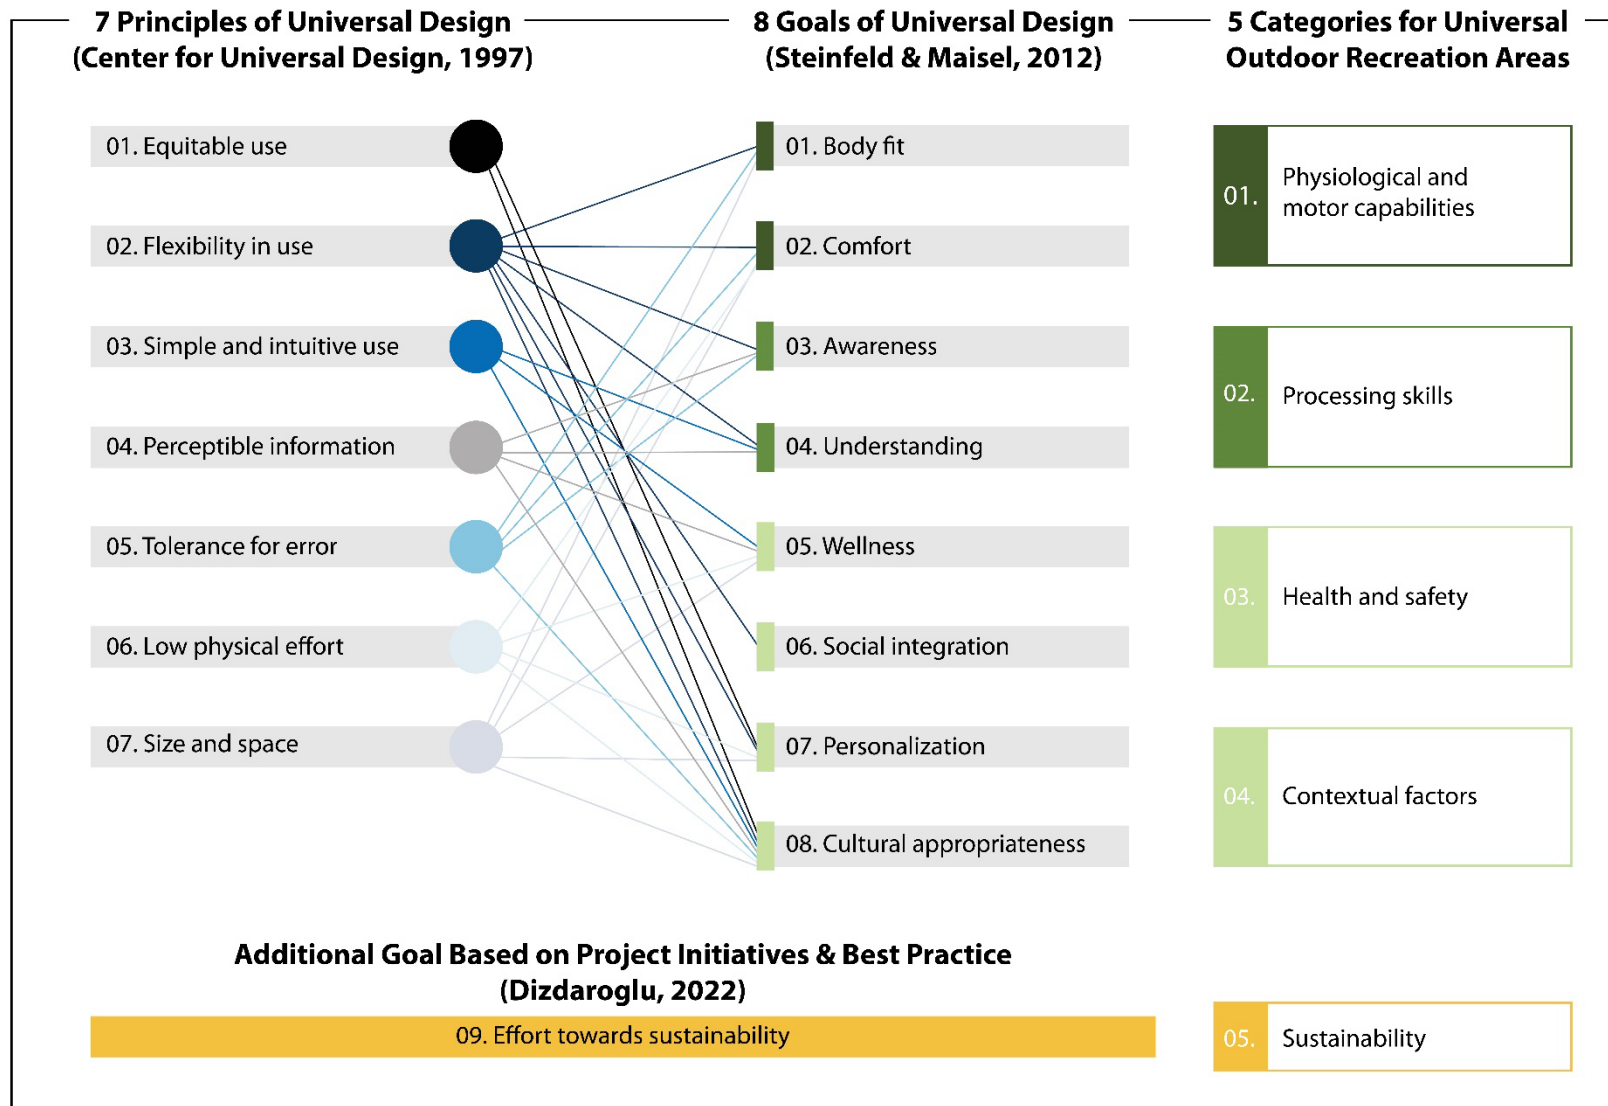 7 Principles of Universal Design
(Center for Universal Design, 1997)
01. Equitable use
02. Flexibility in use
03. Simple and intuitive use
04. Perceptible information
05. Tolerance for error
06. Low physical effort
07. Size and space
8 Goals of Universal Design
(Steinfeld & Maisel, 2012)
01. Body fit
02. Comfort
03. Awareness
04. Understanding
05. Wellness
06. Social integration
07. Personalization
08. Cultural appropriateness
5 Categories for Universal
Outdoor Recreation Areas
01. Physiological and
motor capabilities
02. Processing skills
03. Health and safety
04. Contextual factors
Additional Goal Based on Project Initiatives & Best Practice
(Dizdaroglu, 2022)
09. Effort towards sustainability
05. Sustainability